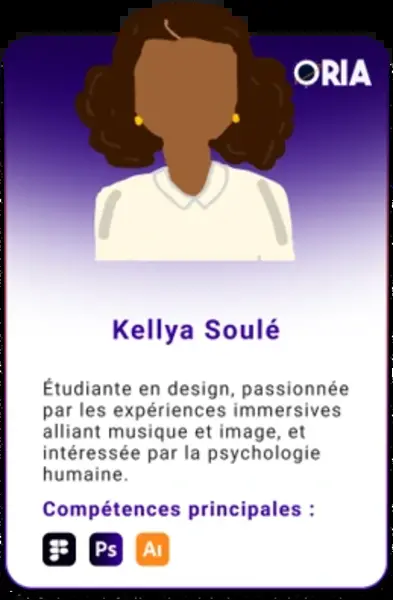 ORIA
Kellya Soulé
Étudiante en design, passionnée
par les expériences immersives
alliant musique et image, et
intéressée par la psychologie
humaine.
Compétences principales :
Ps
Ai